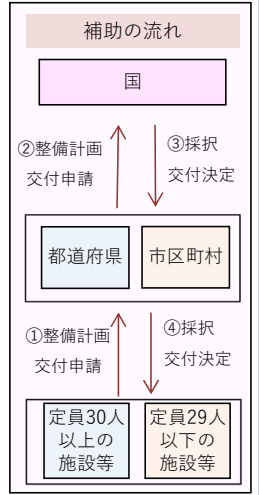 補助の流れ
国
②整備計画
交付申請
③採択
交付決定
都道府県
市区町村
①整備計画
交付申請
④採択
交付決定
定員30人
以上の
施設等
定員29人
以下の
施設等